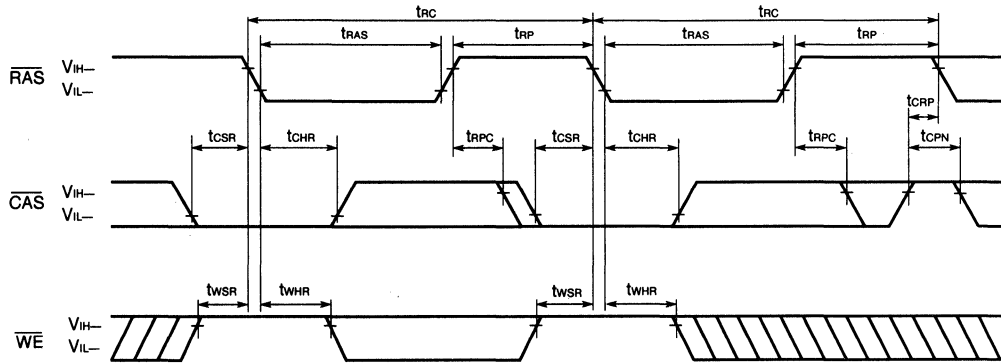 tRC tRC
tRAS tRP tRAS tRP
RAS VIH—
VIL—
tCRP
tCSR tCHR tRPC tCSR tCHR tRPC tCPN
CAS VIH—
VIL—
tWSR tWHR tWSR tWHR
WE VIH—
VIL—